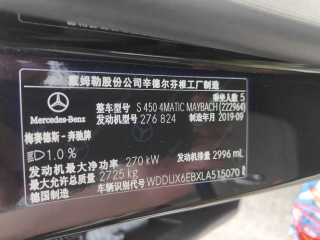 戴姆勒股份公司辛德尔芬根工厂制造
乘坐人数 5
Mercedes-Benz
整车型号 S 450 4MATIC MAYBACH (222964)
发动机型号 276 824 制造年月 2019-09
梅赛德斯-奔驰牌
1.0 %
发动机最大净功率 270 kW 发动机排量 2996 mL
最大允许总质量 2725 kg
德国制造 车辆识别代号 WDDUX6EBXLA515070